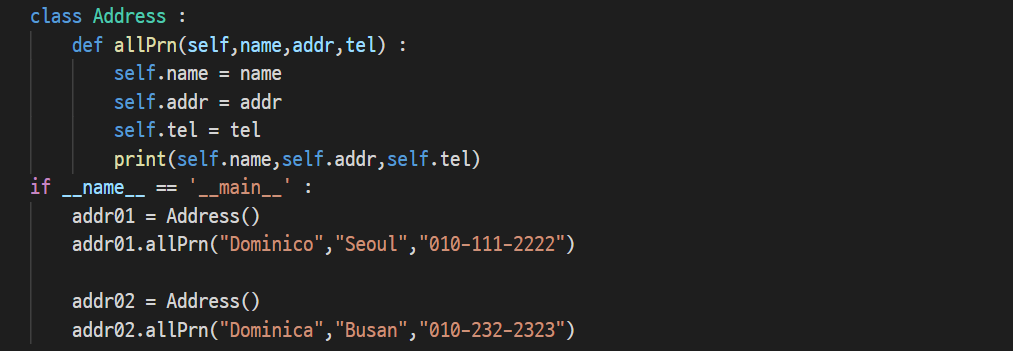 class Address :
    def allPrn(self,name,addr,tel) :
        self.name = name
        self.addr = addr
        self.tel = tel
        print(self.name,self.addr,self.tel)
if __name__ == '__main__' :
    addr01 = Address()
    addr01.allPrn("Dominico","Seoul","010-111-2222")
    addr02 = Address()
    addr02.allPrn("Dominica","Busan","010-232-2323")